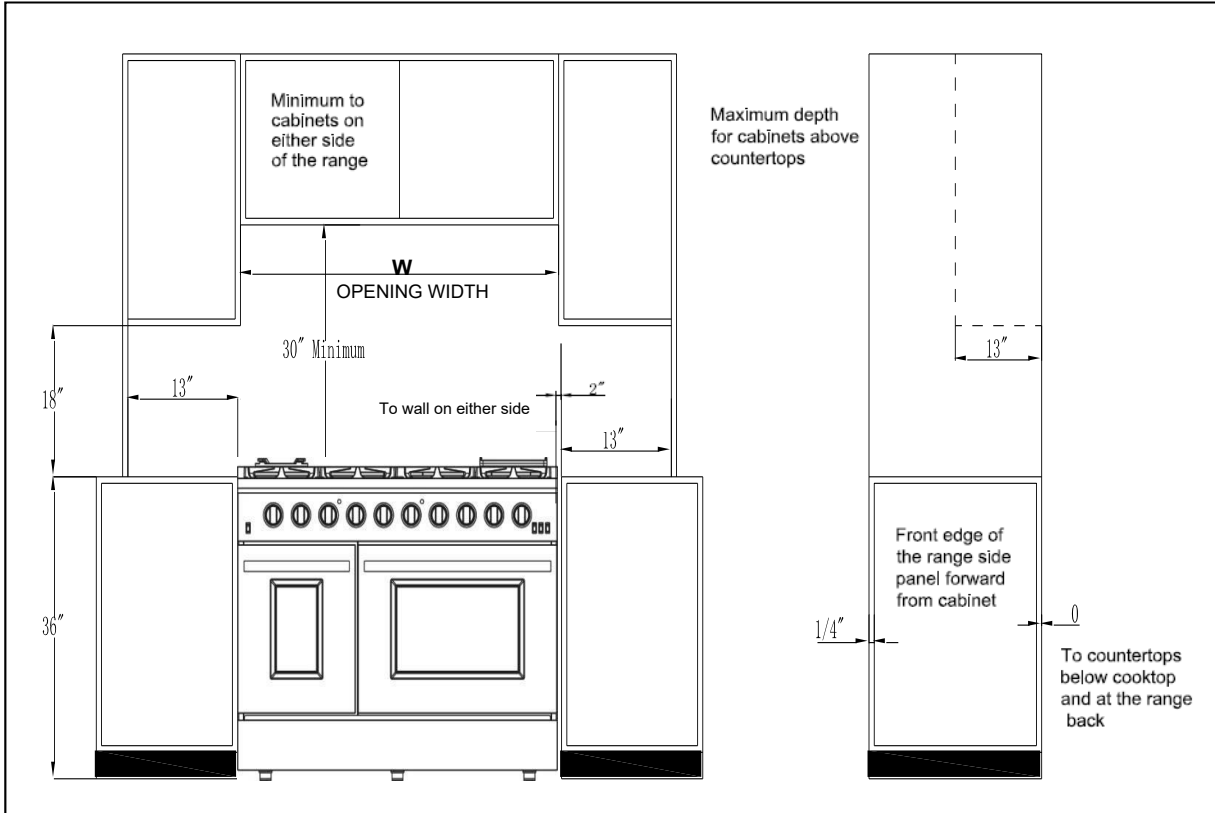 Minimum to
cabinets on
either side
of the range
Maximum depth
for cabinets above
countertops
W
OPENING WIDTH
30" Minimum
13"
18"
13"
To wall on either side
2"
13"
Front edge of
the range side
panel forward
from cabinet
36"
1/4"
0
To countertops
below cooktop
and at the range
back